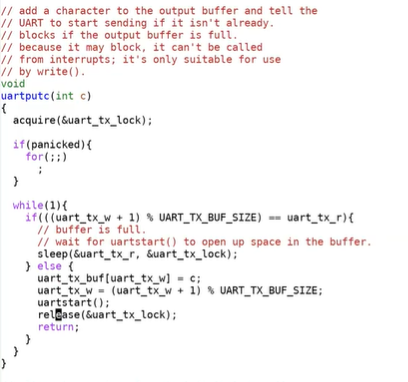 // add a character to the output buffer and tell the
// UART to start sending if it isn't already.
// blocks if the output buffer is full.
// because it may block, it can't be called
// from interrupts; it's only suitable for use
// by write().
void
uartputc(int c)
{
  acquire(&uart_tx_lock);

  if(panicked){
    for(;;)
      ;
  }

  while(1){
    if(((uart_tx_w + 1) % UART_TX_BUF_SIZE) == uart_tx_r){
      // buffer is full.
      // wait for uartstart() to open up space in the buffer.
      sleep(&uart_tx_r, &uart_tx_lock);
    } else {
      uart_tx_buf[uart_tx_w] = c;
      uart_tx_w = (uart_tx_w + 1) % UART_TX_BUF_SIZE;
      uartstart();
      release(&uart_tx_lock);
      return;
    }
  }
}